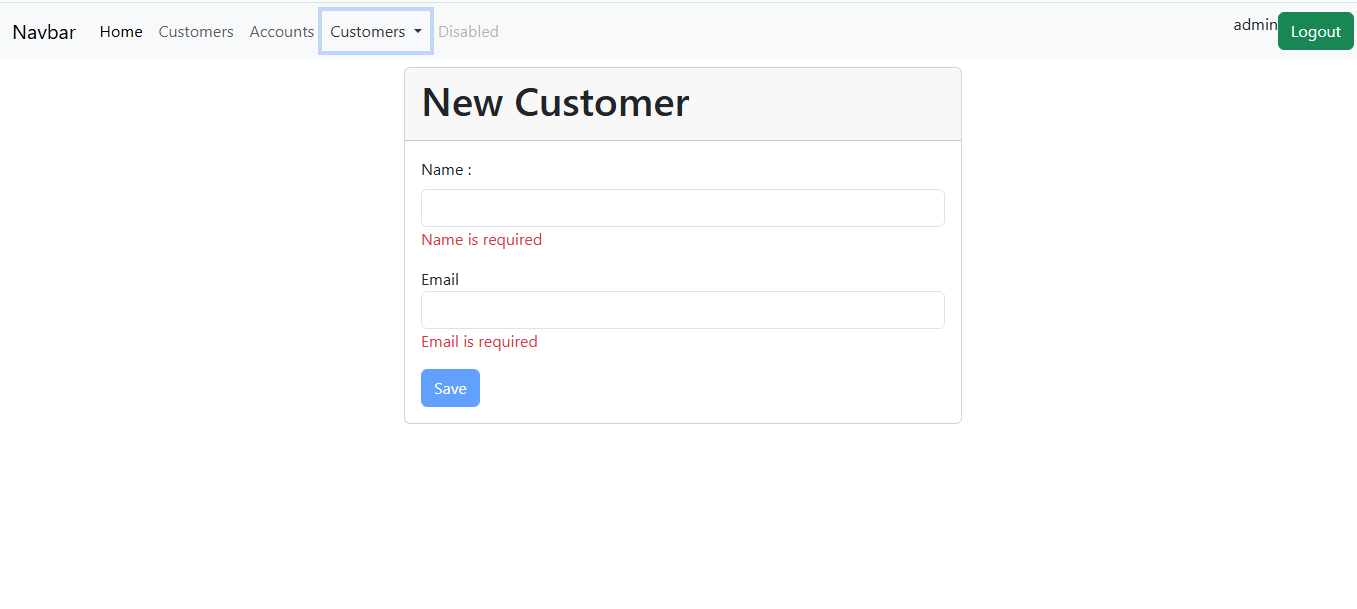 Navbar Home Customers Accounts Customers Disabled admin Logout
New Customer
Name :
Name is required
Email
Email is required
Save